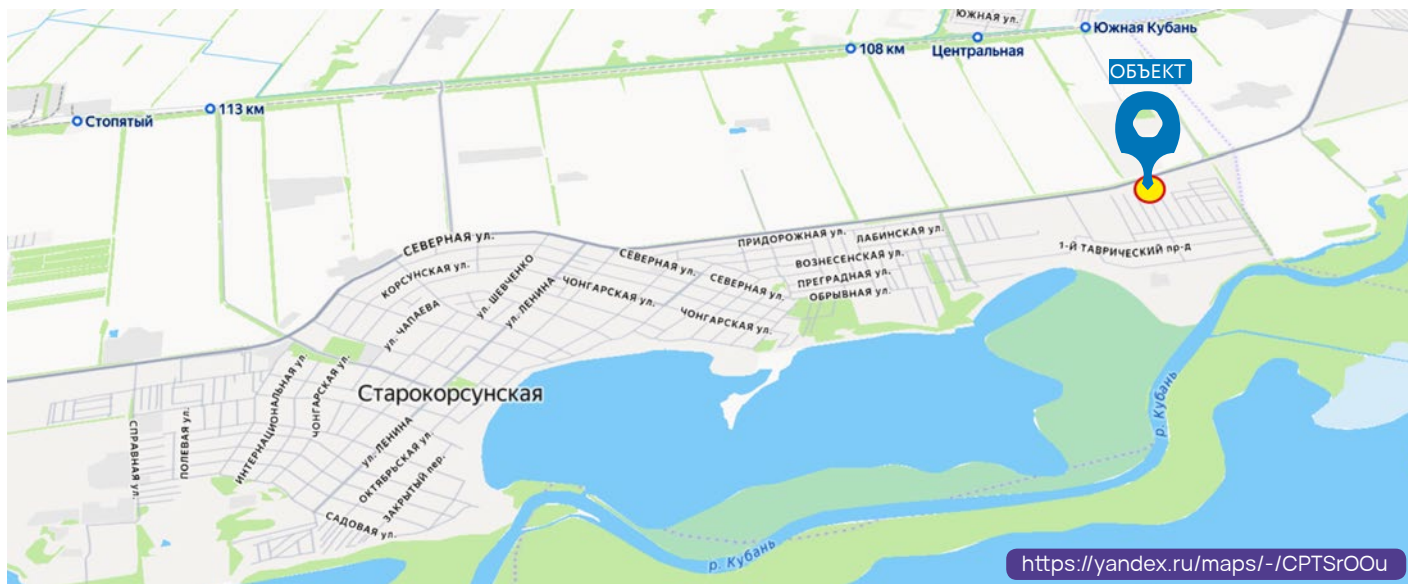 ЮЖНАЯ ул.
Южная Кубань
108 км
Центральная
ОБЪЕКТ
113 км
Стопятый
СЕВЕРНАЯ ул.
ПРИДОРОЖНАЯ ул.
ЛАБИНСКАЯ УЛ.
1-Й ТАВРИЧЕСКИЙ пр-д
СЕВЕРНАЯ ул.
ВОЗНЕСЕНСКАЯ ул.
КОРСУНСКАЯ ул.
ул. ШЕВЧЕНКО
ЧОНГАРСКАЯ ул.
СЕВЕРНАЯ ул.
ПРЕГРАДНАЯ ул.
ОБРЫВНАЯ ул.
ул. ЧАПАЕВА
ул. ЛЕНИНА
ЧОНГАРСКАЯ ул.
ИНТЕРНАЦИОНАЛЬНАЯ ул.
ЧОНГАРСКАЯ ул.
Старокорсунская
р. Кубань
СПРАВНАЯ ул.
ПОЛЕВАЯ ул.
ул. ЛЕНИНА
ОКТЯБРЬСКАЯ ул.
ЗАКРЫТЫЙ пер.
САДОВАЯ ул.
р. Кубань
https://yandex.ru/maps/-/CPTSrOOu